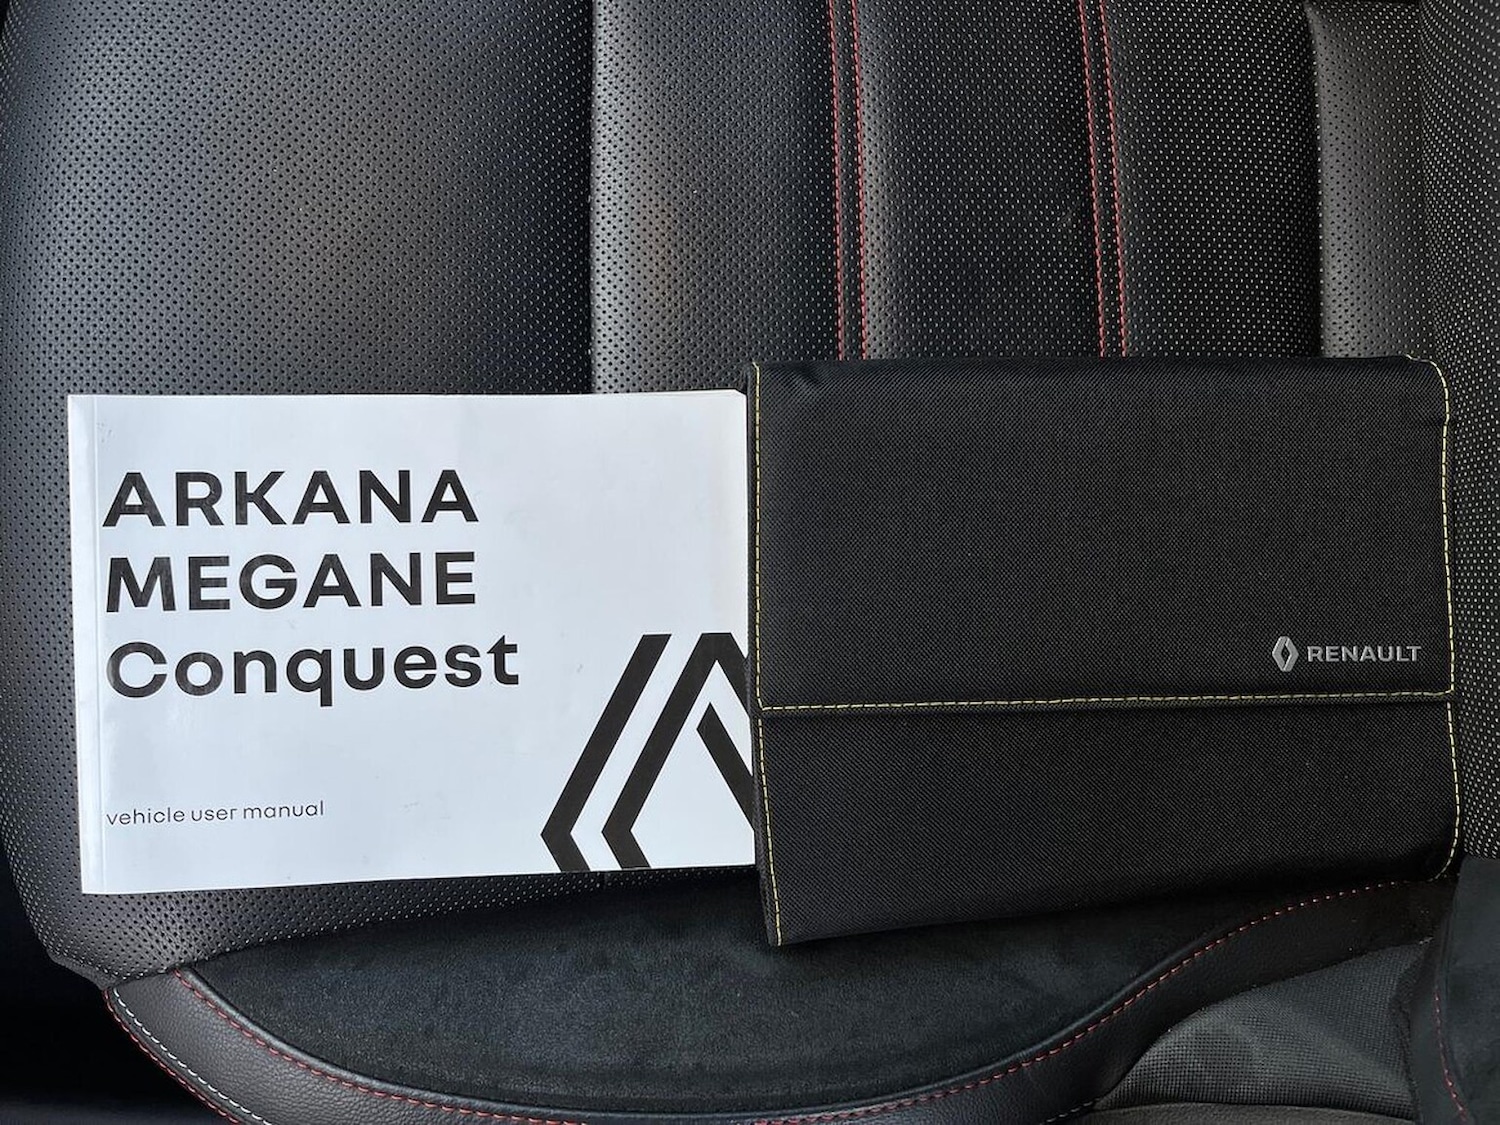 ARKANA
MEGANE
Conquest
vehicle user manual
RENAULT